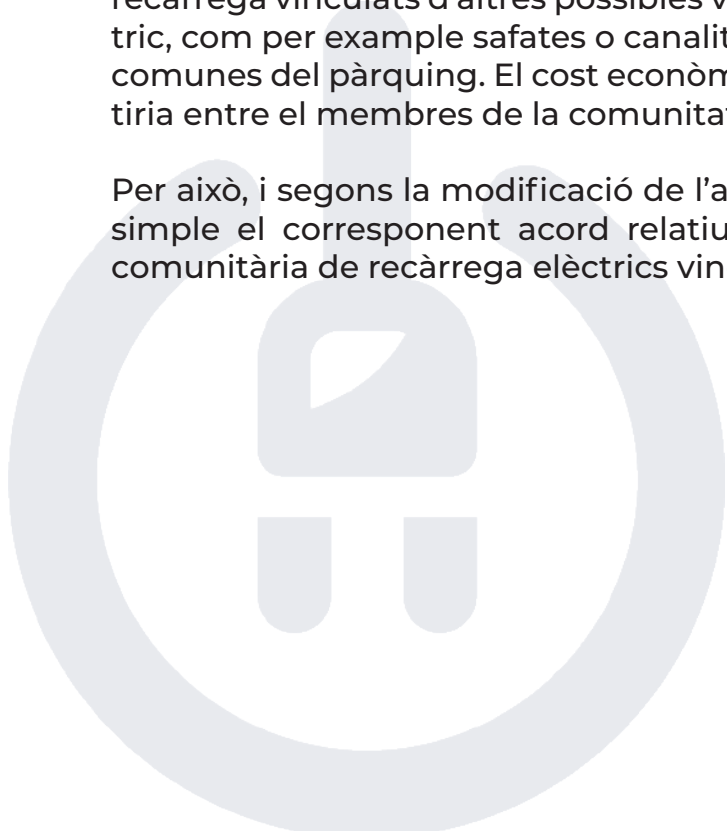 recàrrega vinculats d'altres possibles v
tric, com per example safates o canalit
comunes del pàrquing. El cost econòm
tiria entre el membres de la comunita
Per això, i segons la modificació de l'a
simple el corresponent acord relatiu
comunitària de recàrrega elèctrics vin